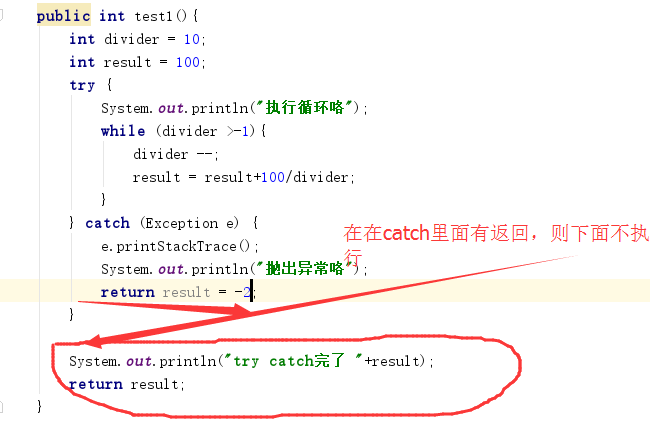 public int test1(){
int divider = 10;
int result = 100;
try {
System.out.println("执行循环咯");
while (divider >-1){
divider --;
result = result+100/divider;
}
} catch (Exception e) {
e.printStackTrace();
在在catch里面有返回，则下面不执
行
System.out.println("抛出异常咯");
return result = -2;
}
System.out.println("try catch完了 "+result);
return result;
}